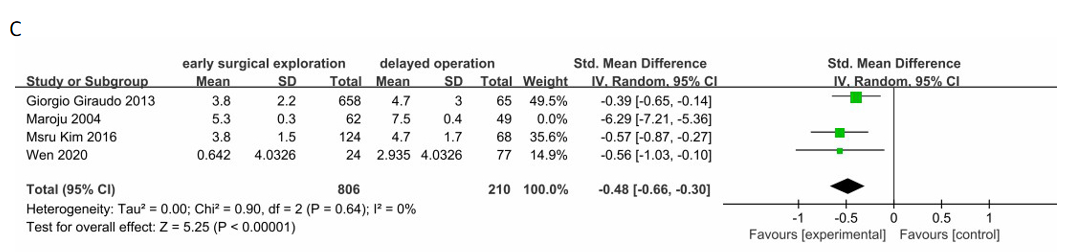 C
early surgical exploration delayed operation Std. Mean Difference Std. Mean Difference
Study or Subgroup Mean SD Total Mean SD Total Weight IV, Random, 95% CI IV, Random, 95% CI
Giorgio Giraudo 2013 3.8 2.2 658 4.7 3 65 49.5% -0.39 [-0.65, -0.14]
Maroju 2004 5.3 0.3 62 7.5 0.4 49 0.0% -6.29 [-7.21, -5.36]
Msru Kim 2016 3.8 1.5 124 4.7 1.7 68 35.6% -0.57 [-0.87, -0.27]
Wen 2020 0.642 4.0326 24 2.935 4.0326 77 14.9% -0.56 [-1.03, -0.10]
Total (95% CI) 806 210 100.0% -0.48 [-0.66, -0.30]
Heterogeneity: Tau² = 0.00; Chi² = 0.90, df = 2 (P = 0.64); I² = 0%
Test for overall effect: Z = 5.25 (P < 0.00001)
-1 -0.5 0 0.5 1
Favours [experimental] Favours [control]